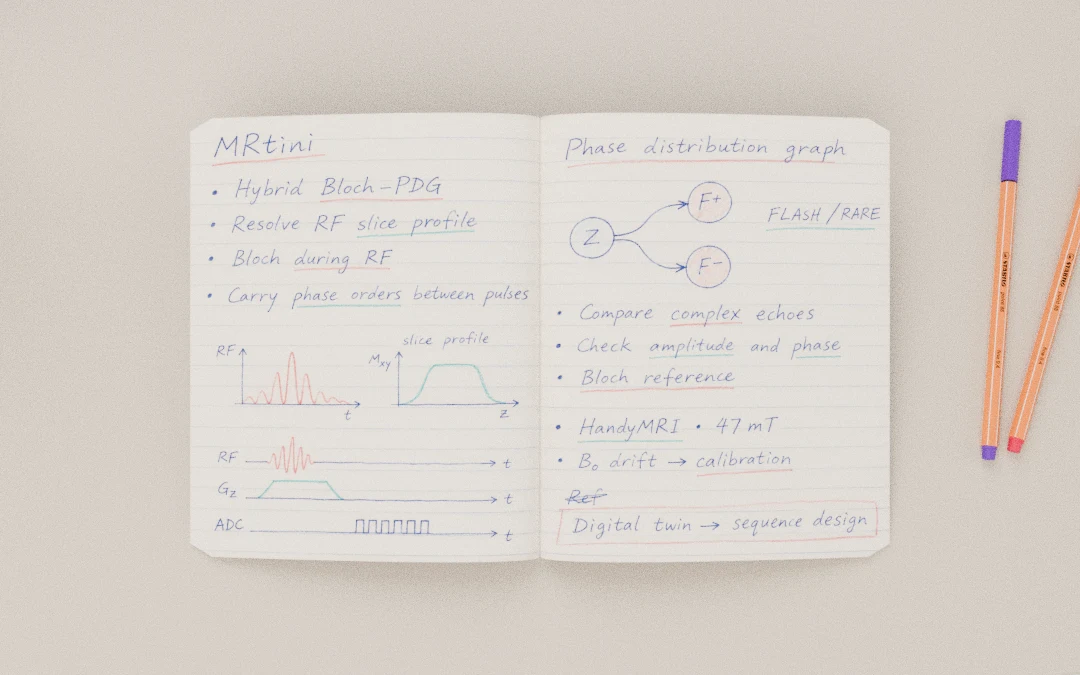 MRtini
• Hybrid Bloch–PDG
• Resolve RF slice profile
• Bloch during RF
• Carry phase orders between pulses
slice profile
RF
t
Mxy
z
RF
t
Gz
t
ADC
t
Phase distribution graph
F+
Z
FLASH / RARE
F−
• Compare complex echoes
• Check amplitude and phase
• Bloch reference
• HandyMRI • 47 mT
• B₀ drift → calibration
Ref
Digital twin → sequence design
STABILO